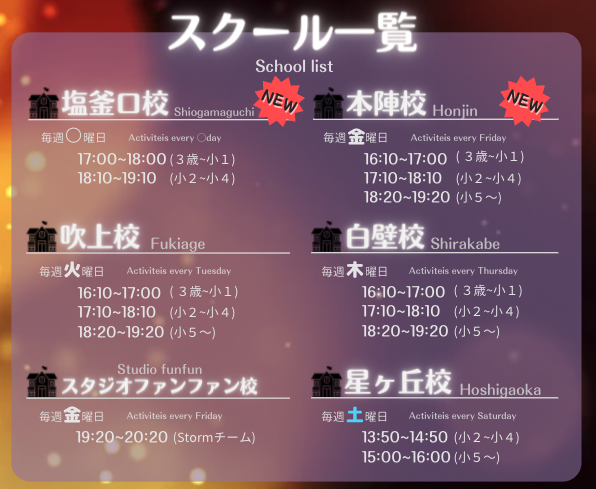 スクール一覧
School list
塩釜口校 Shiogamaguchi NEW
毎週〇曜日 Activiteis every 〇day
17:00~18:00 (３歳~小１)
18:10~19:10 (小２~小４)
本陣校 Honjin NEW
毎週金曜日 Activiteis every Friday
16:10~17:00 (３歳~小１)
17:10~18:10 (小２~小４)
18:20~19:20 (小５～)
吹上校 Fukiage
毎週火曜日 Activiteis every Tuesday
16:10~17:00 (３歳~小１)
17:10~18:10 (小２~小４)
18:20~19:20 (小５～)
白壁校 Shirakabe
毎週木曜日 Activiteis every Thursday
16:10~17:00 (３歳~小１)
17:10~18:10 (小２~小４)
18:20~19:20 (小５～)
Studio funfun
スタジオファンファン校
毎週金曜日 Activiteis every Friday
19:20~20:20 (Stormチーム)
星ヶ丘校 Hoshigaoka
毎週土曜日 Activiteis every Saturday
13:50~14:50 (小２~小４)
15:00~16:00 (小５～)